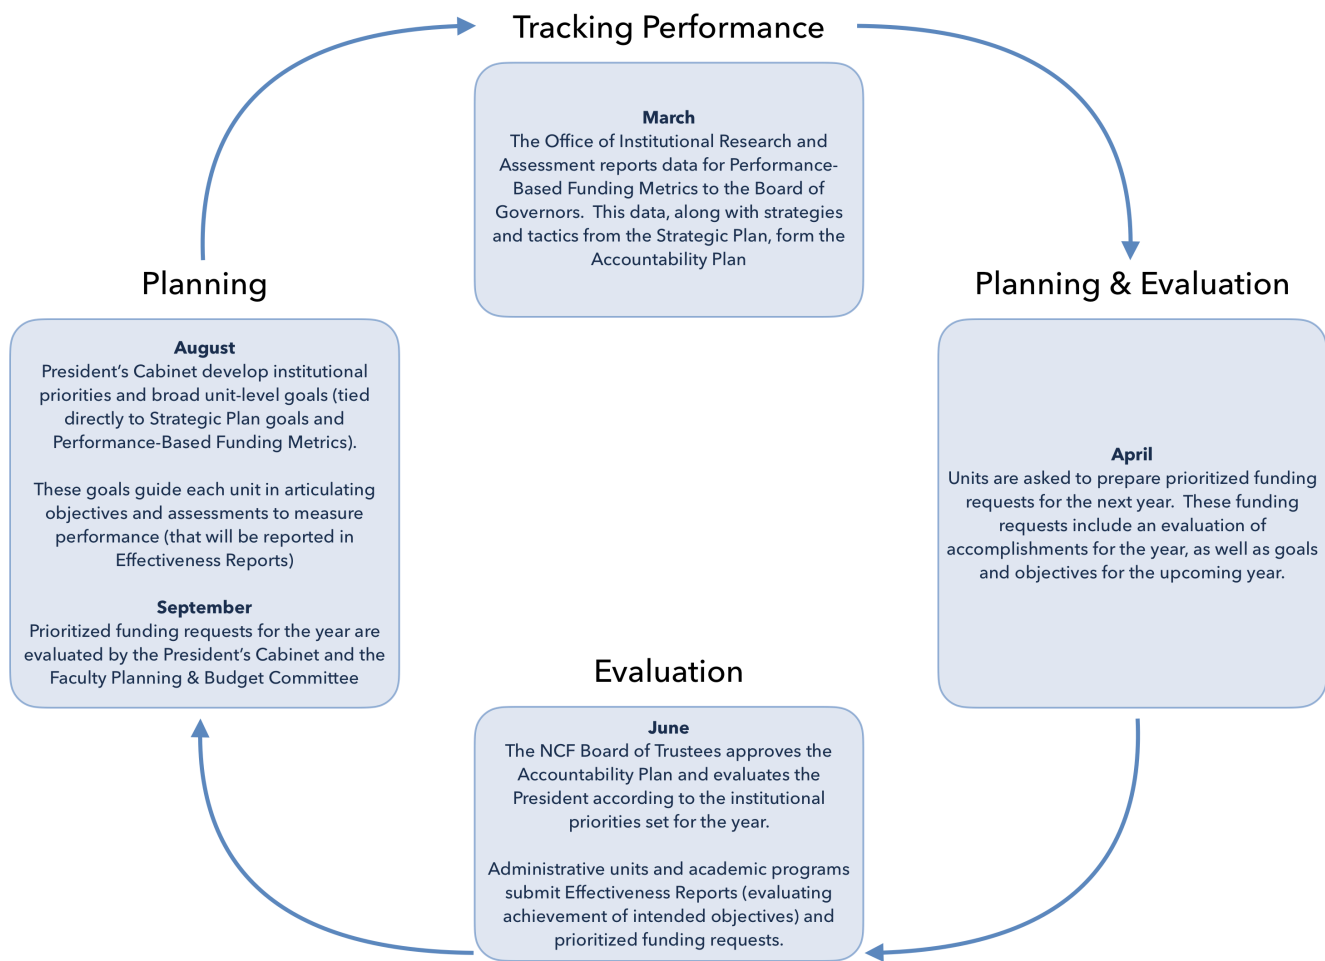 Tracking Performance
March
The Office of Institutional Research and
Assessment reports data for Performance-
Based Funding Metrics to the Board of
Governors.  This data, along with strategies
and tactics from the Strategic Plan, form the
Accountability Plan
Planning
August
President’s Cabinet develop institutional
priorities and broad unit-level goals (tied
directly to Strategic Plan goals and
Performance-Based Funding Metrics).
These goals guide each unit in articulating
objectives and assessments to measure
performance (that will be reported in
Effectiveness Reports)
September
Prioritized funding requests for the year are
evaluated by the President’s Cabinet and the
Faculty Planning & Budget Committee
Planning & Evaluation
April
Units are asked to prepare prioritized funding
requests for the next year.  These funding
requests include an evaluation of
accomplishments for the year, as well as goals
and objectives for the upcoming year.
Evaluation
June
The NCF Board of Trustees approves the
Accountability Plan and evaluates the
President according to the institutional
priorities set for the year.
Administrative units and academic programs
submit Effectiveness Reports (evaluating
achievement of intended objectives) and
prioritized funding requests.